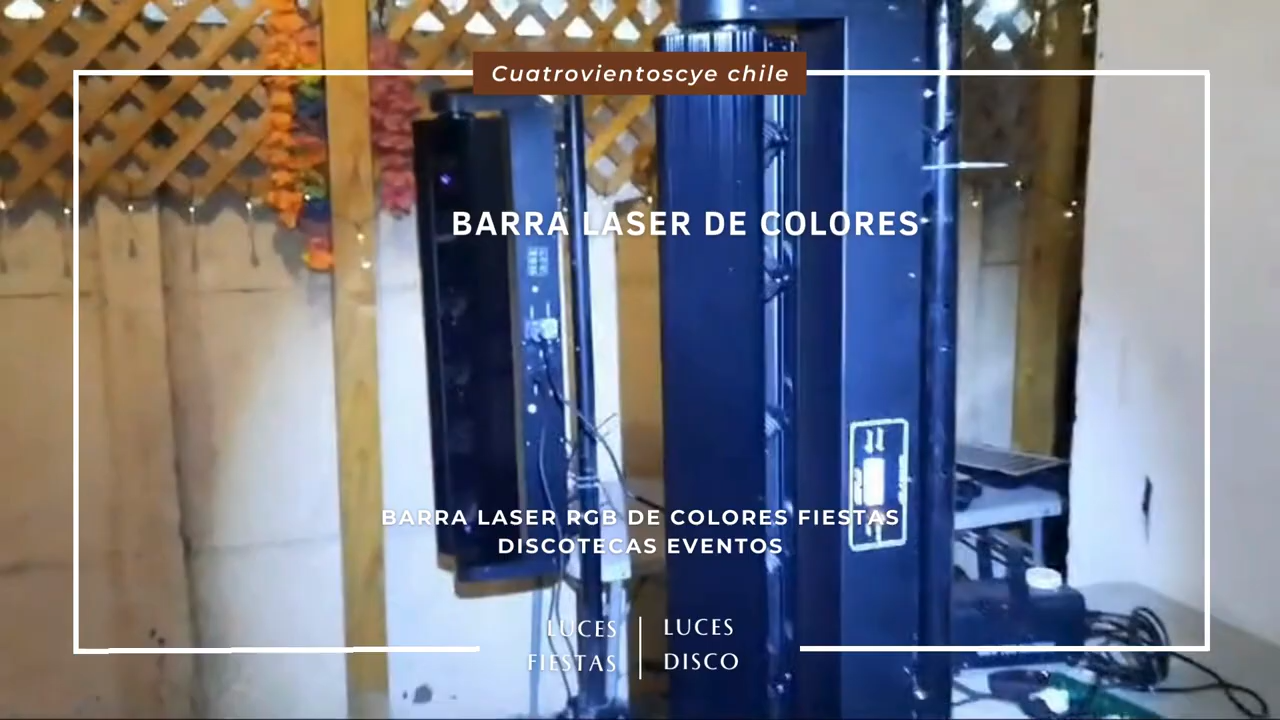 Cuatrovientoscye chile
BARRA LASER DE COLORES
BARRA LASER RGB DE COLORES FIESTAS
DISCOTECAS EVENTOS
LUCES
FIESTAS
LUCES
DISCO